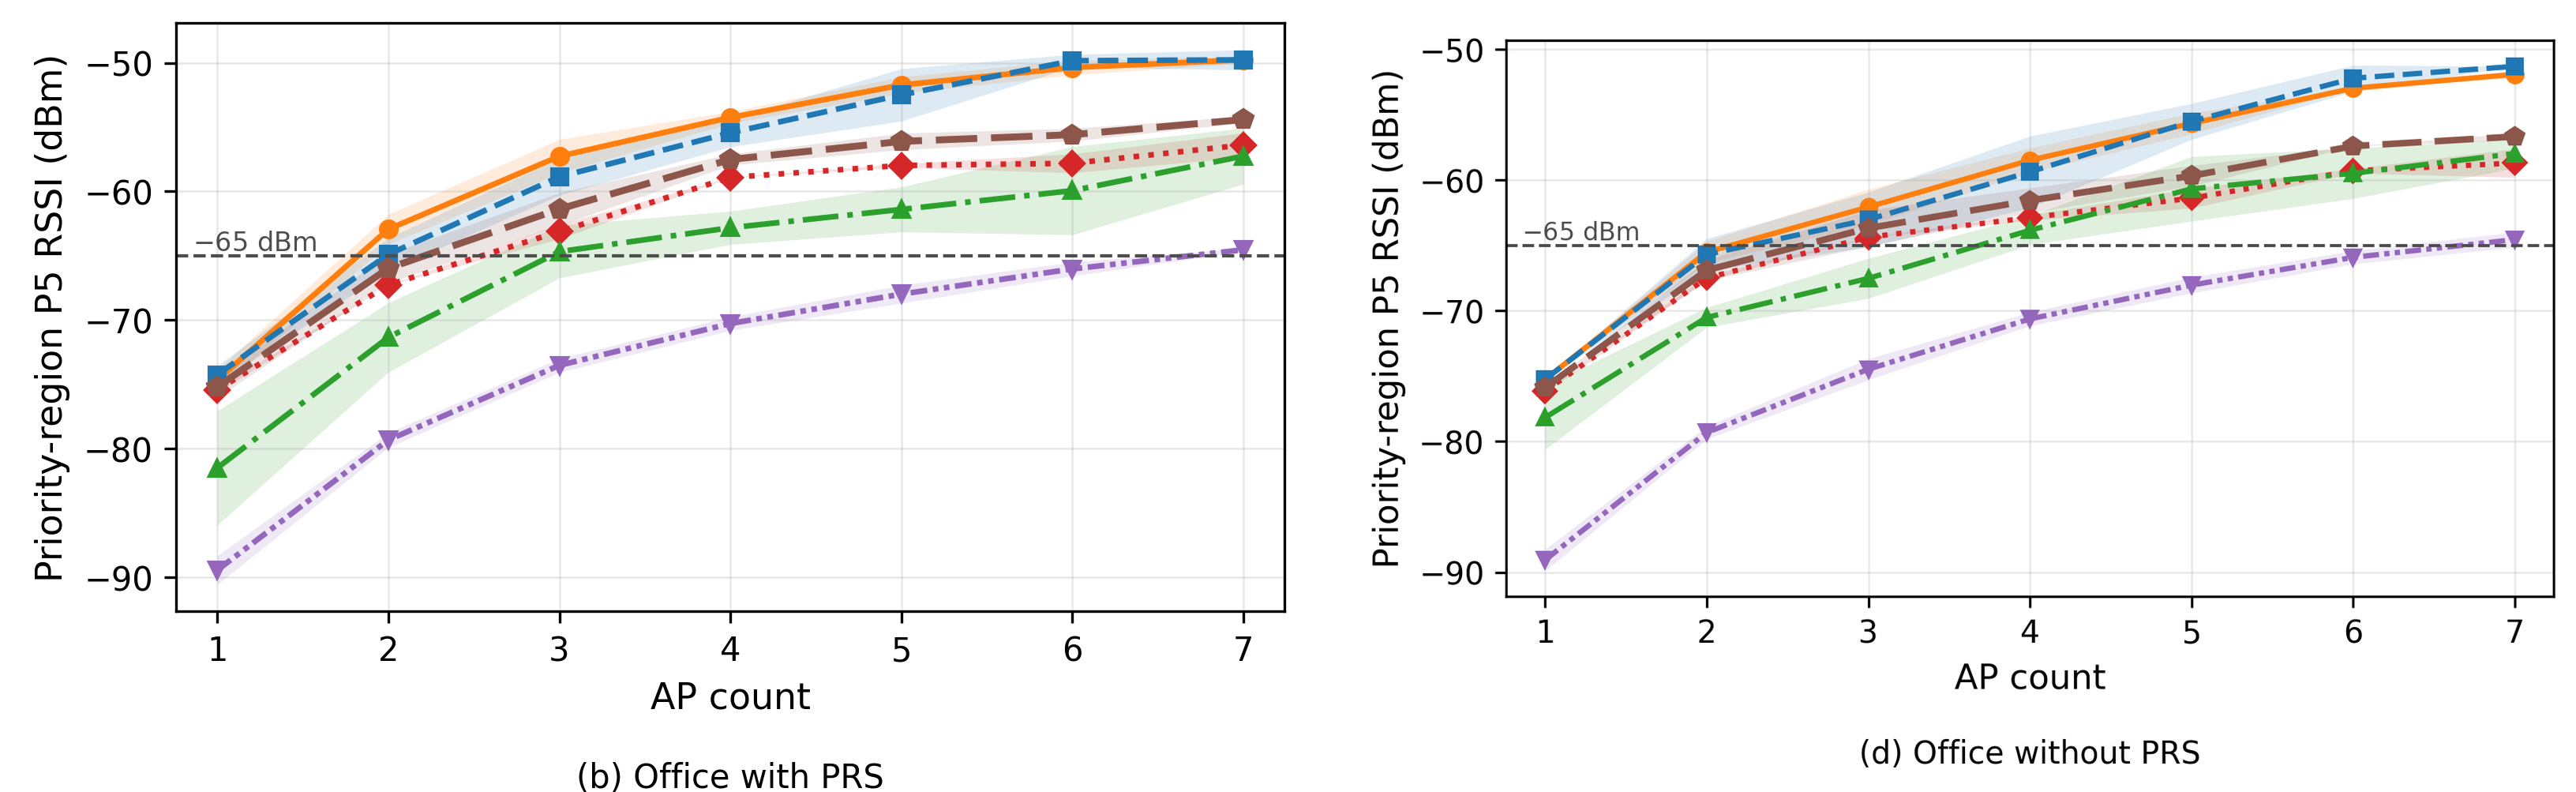 Priority-region P5 RSSI (dBm)
−50
−60
−70
−80
−90
−65 dBm
1 2 3 4 5 6 7
AP count
(b) Office with PRS
Priority-region P5 RSSI (dBm)
−50
−60
−70
−80
−90
−65 dBm
1 2 3 4 5 6 7
AP count
(d) Office without PRS